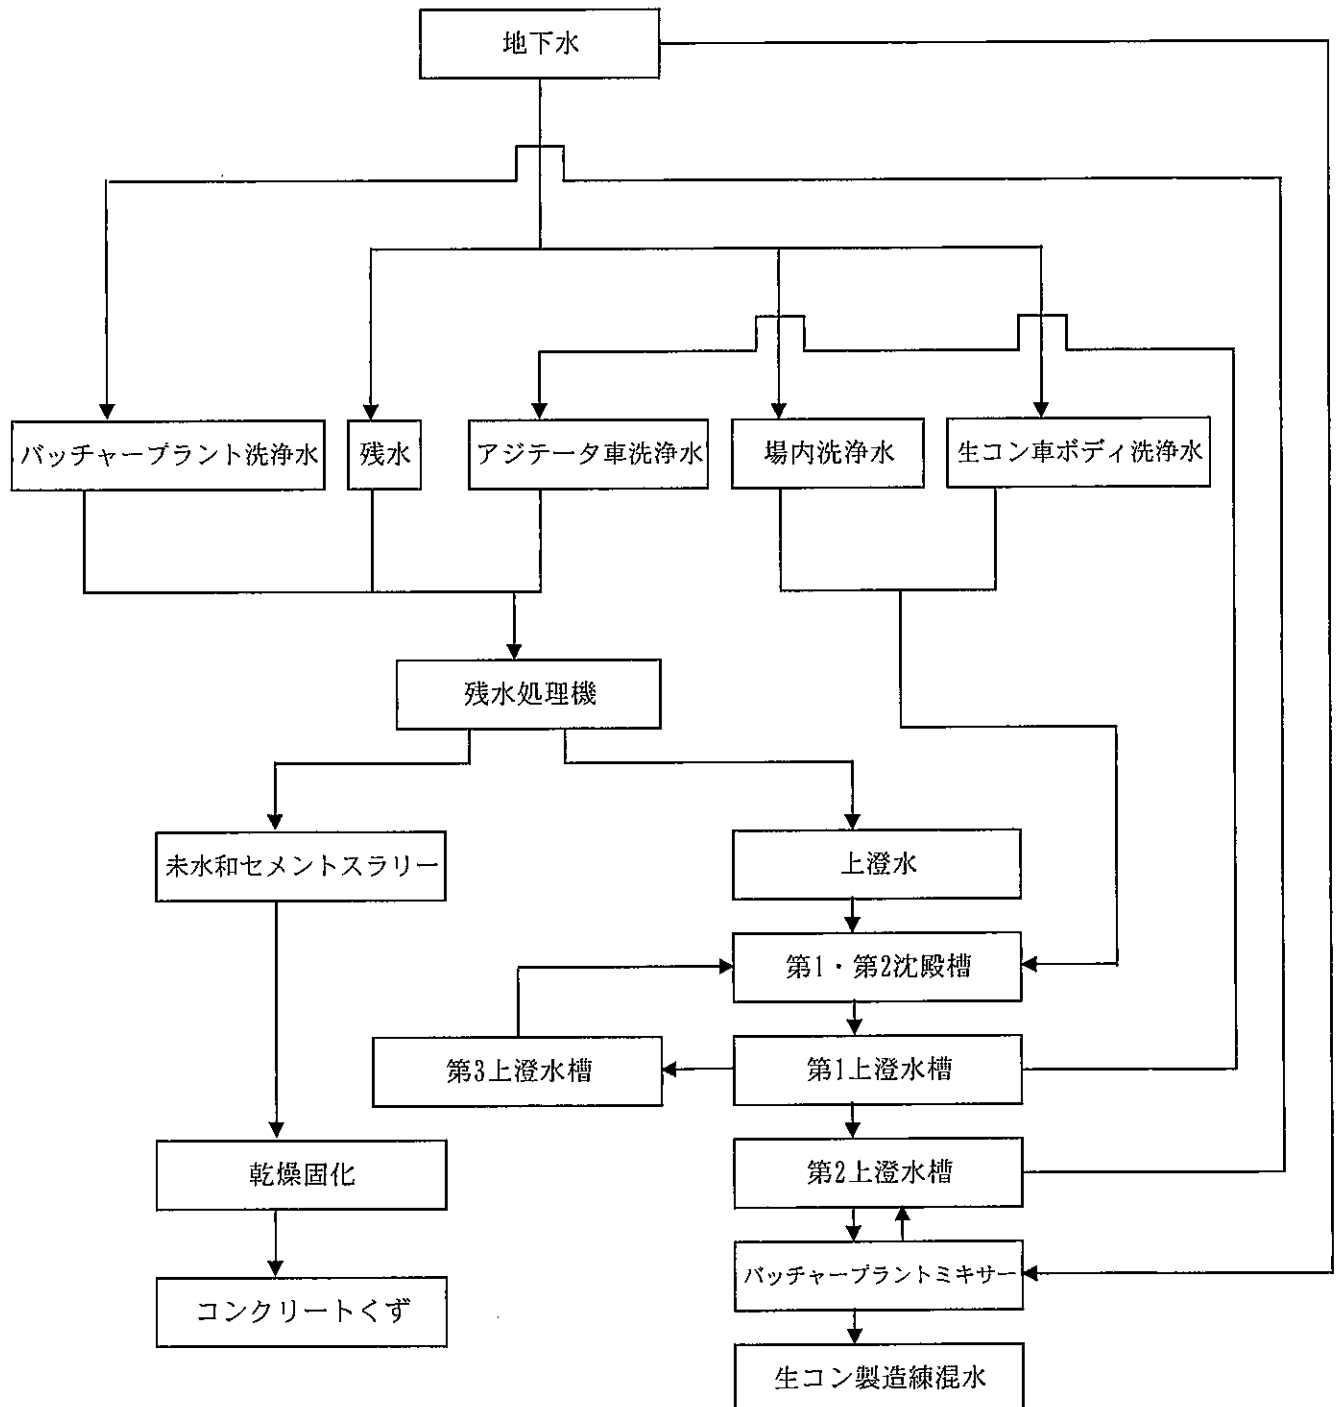 地下水
バッチャープラント洗浄水
残水
アジテータ車洗浄水
場内洗浄水
生コン車ボディ洗浄水
残水処理機
未水和セメントスラリー
上澄水
第1・第2沈殿槽
第3上澄水槽
第1上澄水槽
乾燥固化
第2上澄水槽
バッチャープラントミキサー
コンクリートくず
生コン製造練混水